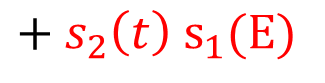 + s₂(t) s₁(E)